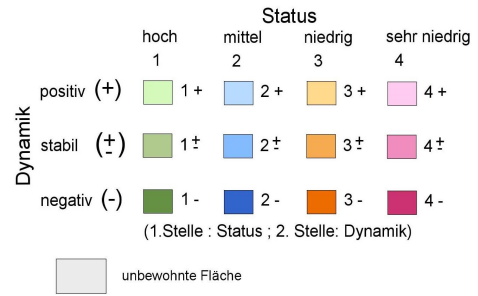 Status
hoch mittel niedrig sehr niedrig
1 2 3 4
Dynamik
positiv (+) 1 + 2 + 3 + 4 +
stabil (±) 1 ± 2 ± 3 ± 4 ±
negativ (-) 1 - 2 - 3 - 4 -
(1.Stelle : Status ; 2. Stelle: Dynamik)
unbewohnte Fläche